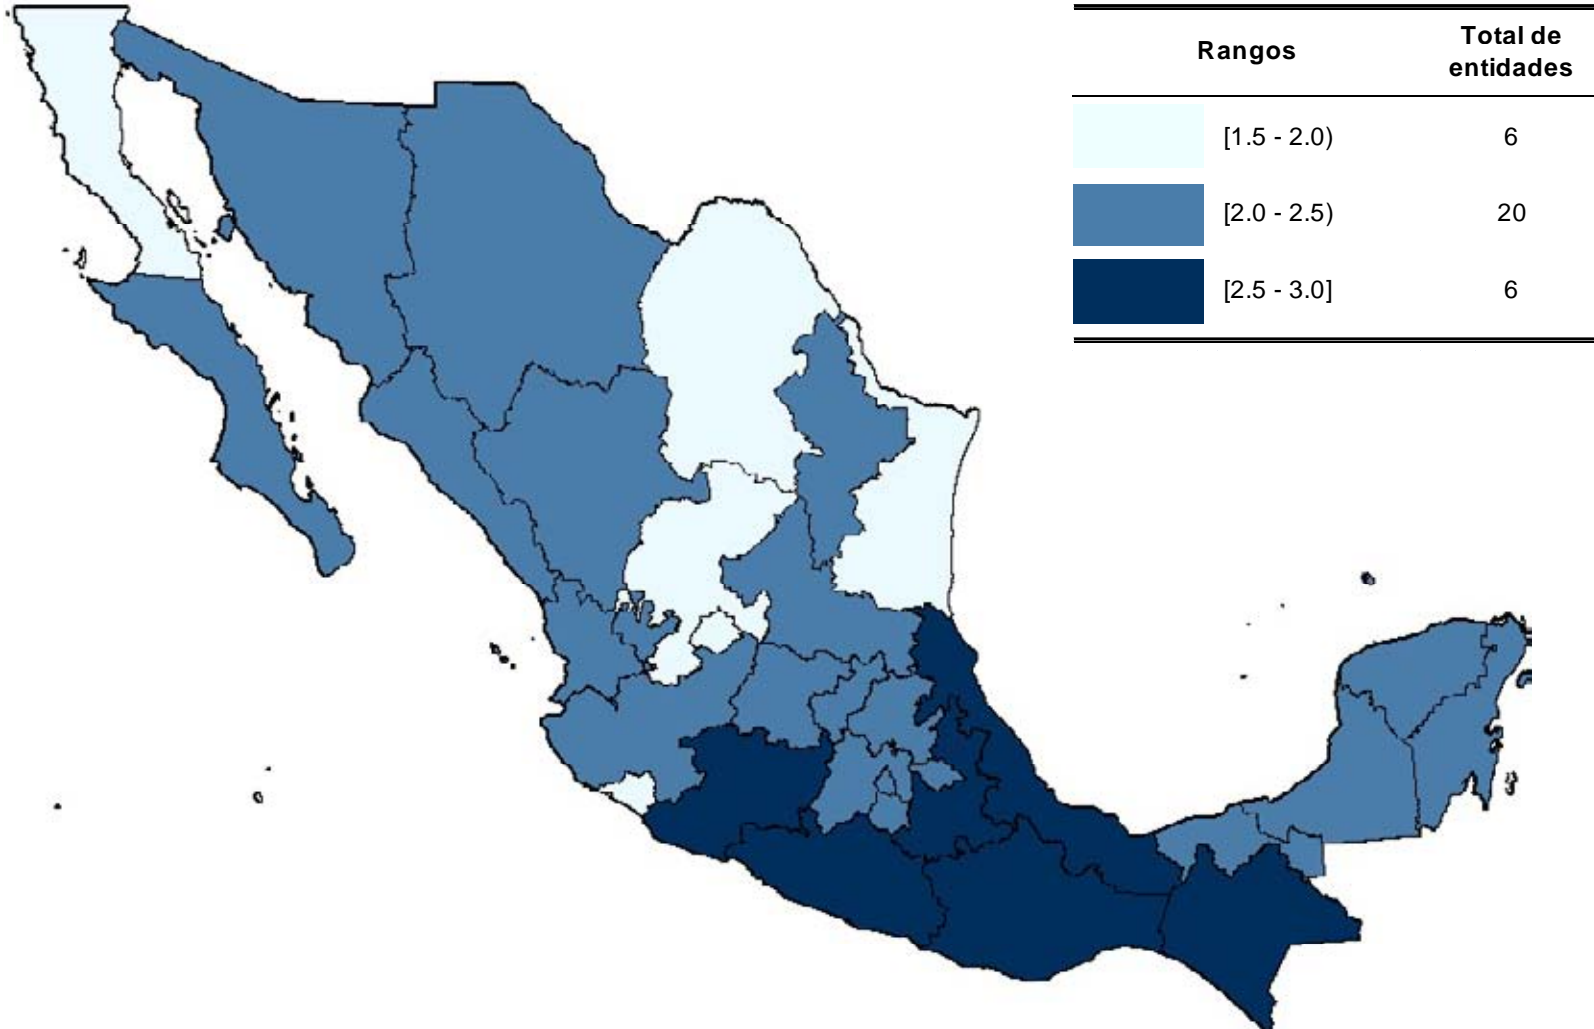 Rangos Total de
entidades
[1.5 - 2.0) 6
[2.0 - 2.5) 20
[2.5 - 3.0] 6